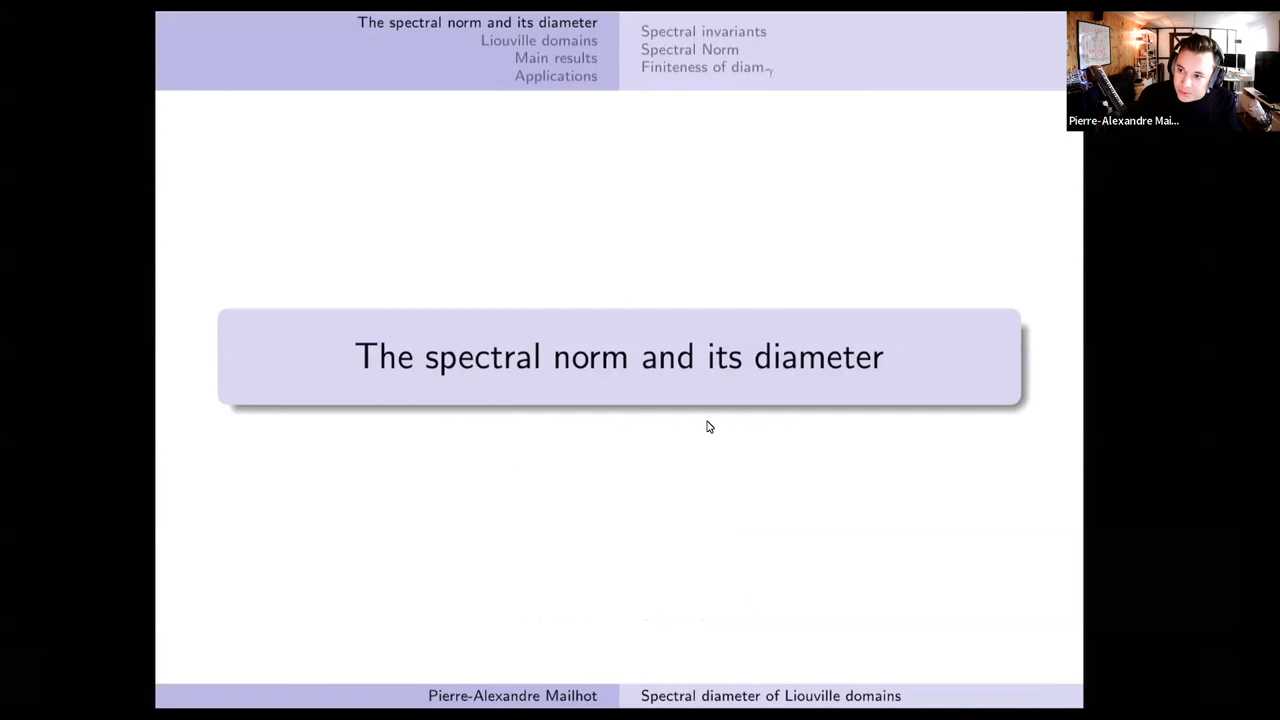 The spectral norm and its diameter
Liouville domains
Main results
Applications
Spectral invariants
Spectral Norm
Finiteness of diamᵧ
Pierre-Alexandre Mai...
The spectral norm and its diameter
Pierre-Alexandre Mailhot
Spectral diameter of Liouville domains